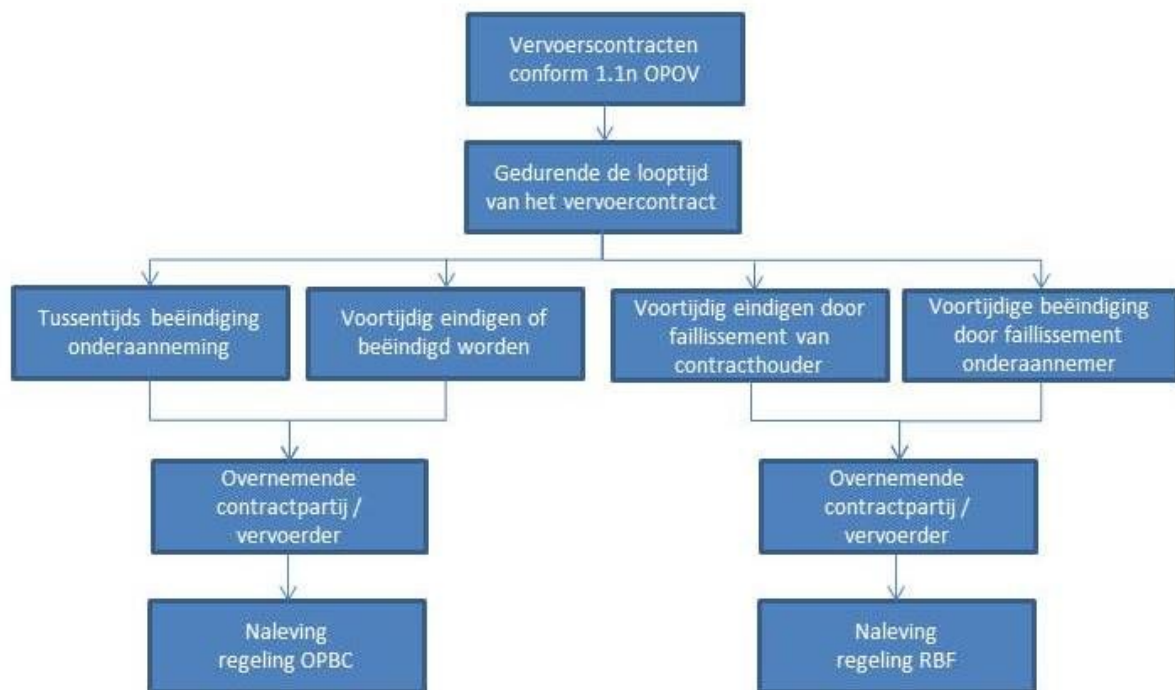 Vervoerscontracten
conform 1.1n OPOV
Gedurende de looptijd
van het vervoercontract
Tussentijds beëindiging
onderaanneming
Voortijdig eindigen of
beëindigd worden
Voortijdig eindigen door
faillissement van
contracthouder
Voortijdige beëindiging
door faillissement
onderaannemer
Overnemende
contractpartij /
vervoerder
Overnemende
contractpartij /
vervoerder
Naleving
regeling OPBC
Naleving
regeling RBF